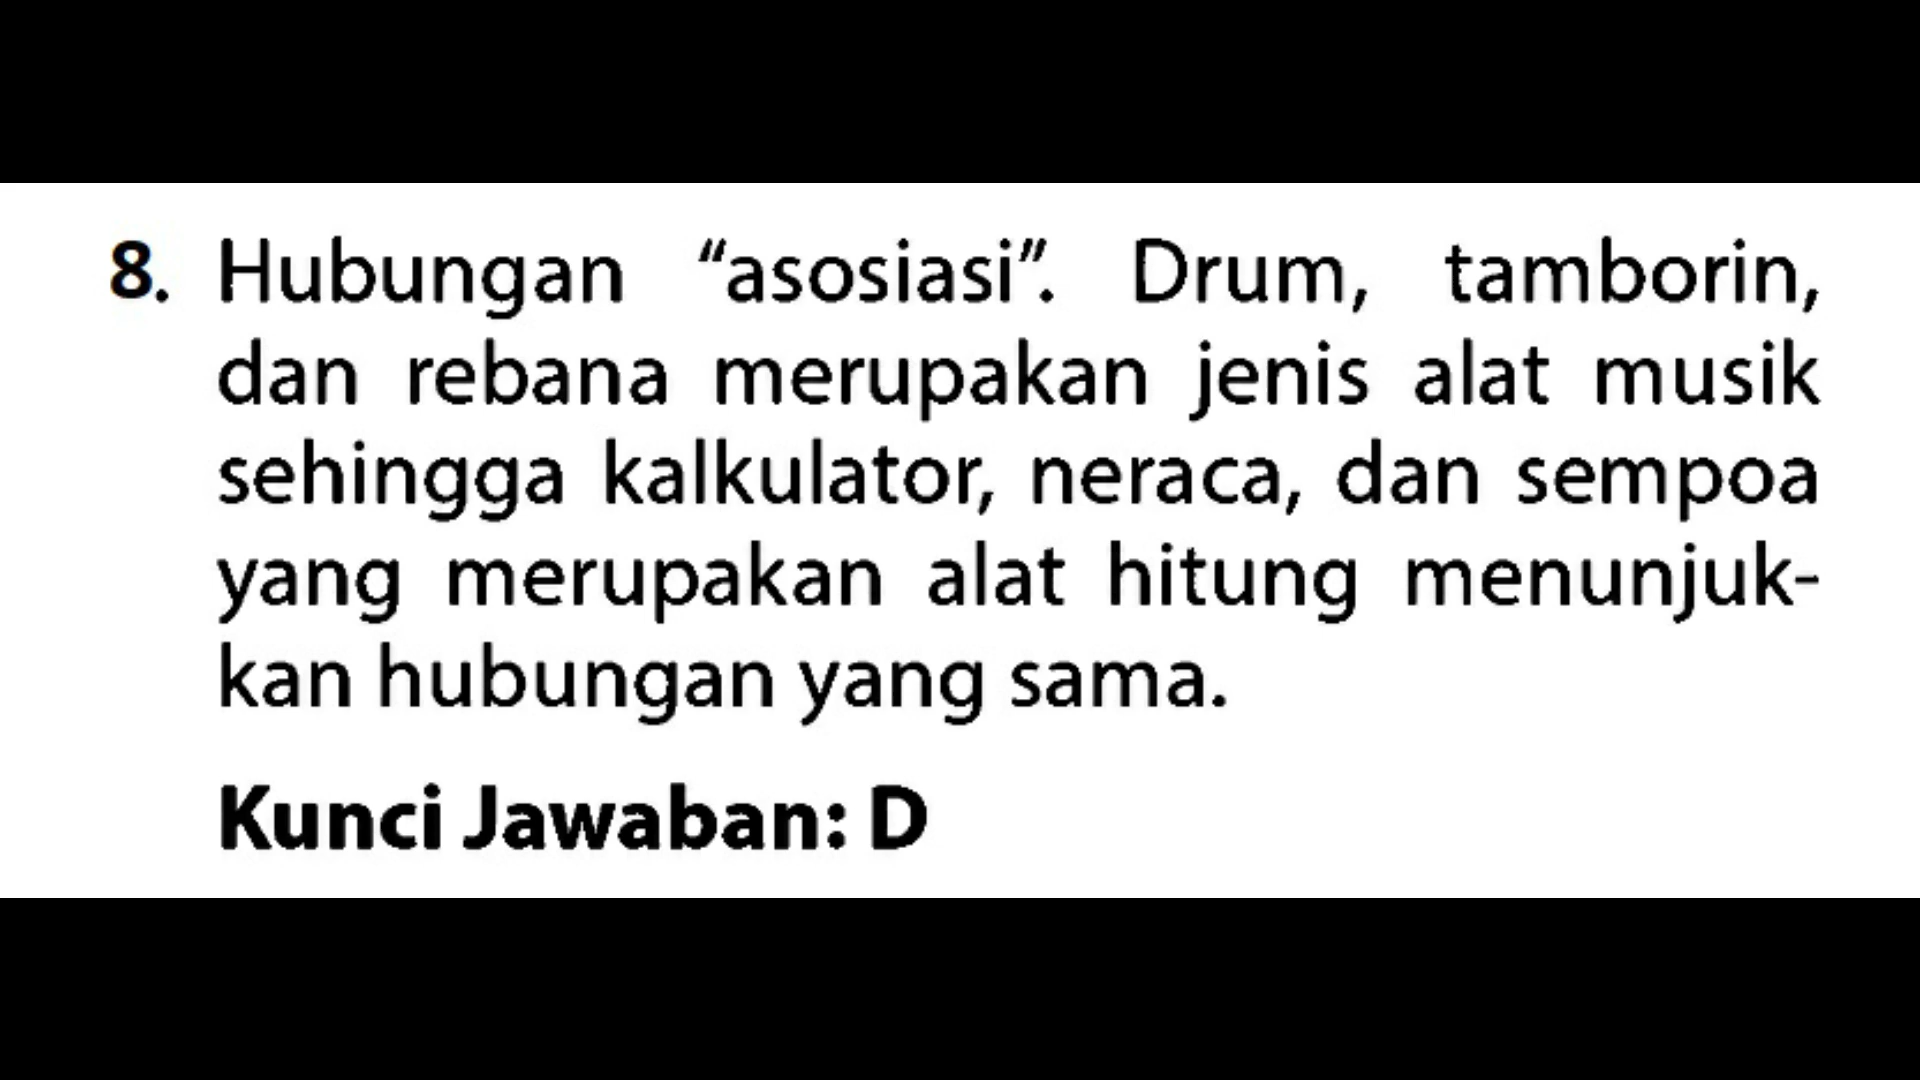 8. Hubungan “asosiasi”. Drum, tamborin,
dan rebana merupakan jenis alat musik
sehingga kalkulator, neraca, dan sempoa
yang merupakan alat hitung menunjuk-
kan hubungan yang sama.
Kunci Jawaban: D